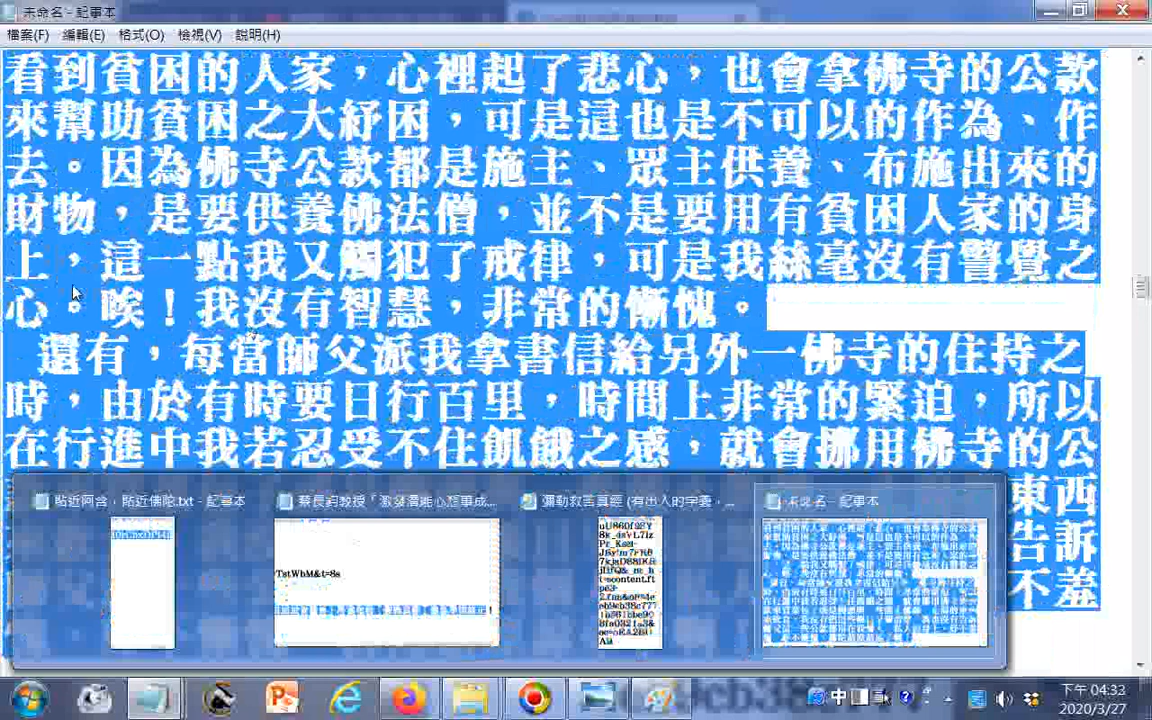 未命名 - 記事本
檔案(F) 編輯(E) 格式(O) 檢視(V) 說明(H)
看到貧困的人家，心裡起了悲心，也會拿佛寺的公款
來幫助貧困之大紓困，可是這也是不可以的作為、作
去。因為佛寺公款都是施主、眾主供養、布施出來的
財物，是要供養佛法僧，並不是要用有貧困人家的身
上，這一點我又觸犯了戒律，可是我絲毫沒有警覺之
心。唉！我沒有智慧，非常的慚愧。
還有，每當師父派我拿書信給另外一佛寺的住持之
時，由於有時要日行百里，時間上非常的緊迫，所以
在行進中我若忍受不住飢餓之感，就會挪用佛寺的公
東西
告訴
不差
貼近阿含，貼近佛陀.txt - 記事本
蔡長鈞教授「激發潛能心想事成...
彌勒救苦真經 (有出人的字義，...
未命名 - 記事本
TstWbM&t=8s
中
下午 04:33
2020/3/27